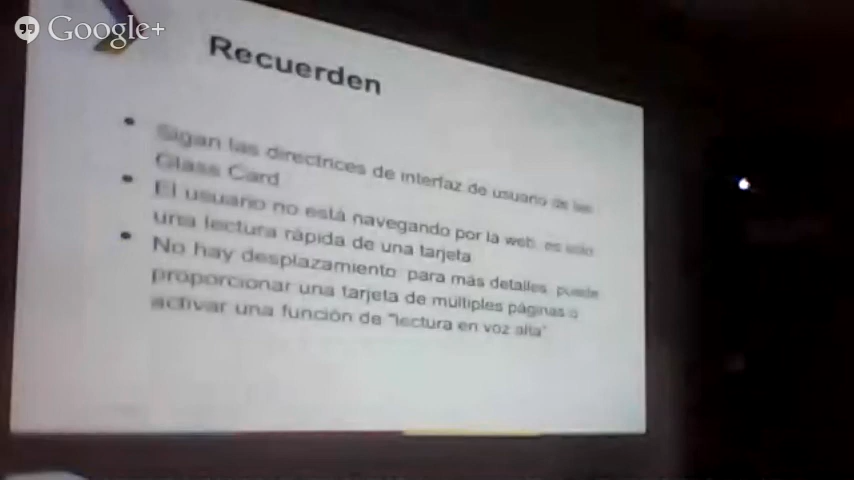 Google+
Recuerden
• Sigan las directrices de interfaz de usuario de las
Glass Card
• El usuario no está navegando por la web, es solo
una lectura rápida de una tarjeta
• No hay desplazamiento: para más detalles, puede
proporcionar una tarjeta de múltiples páginas o
activar una función de "lectura en voz alta"